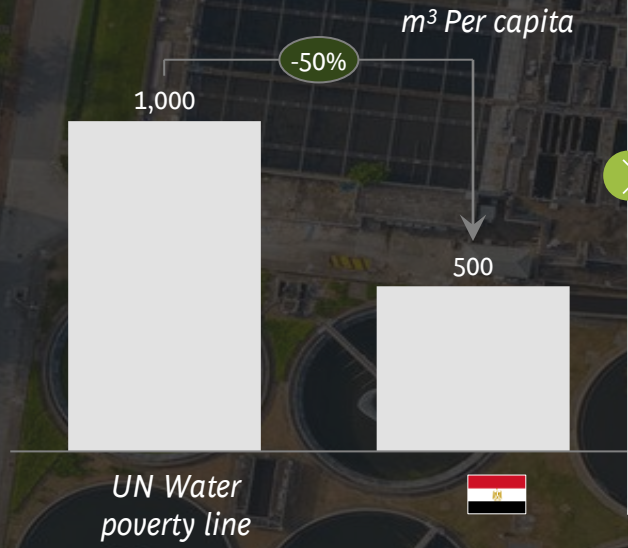 m³ Per capita
-50%
1,000
500
UN Water
poverty line